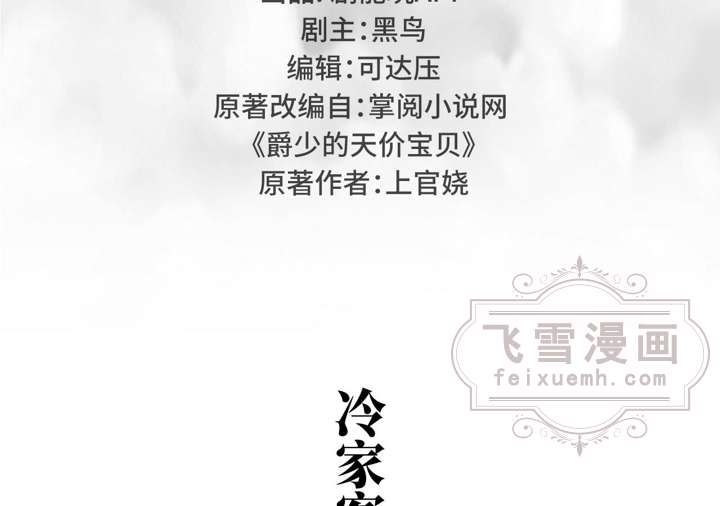 剧主：黑鸟
编辑：可达压
原著改编自：掌阅小说网
《爵少的天价宝贝》
原著作者：上官娆
飞雪漫画
feixuemh.com
冷家